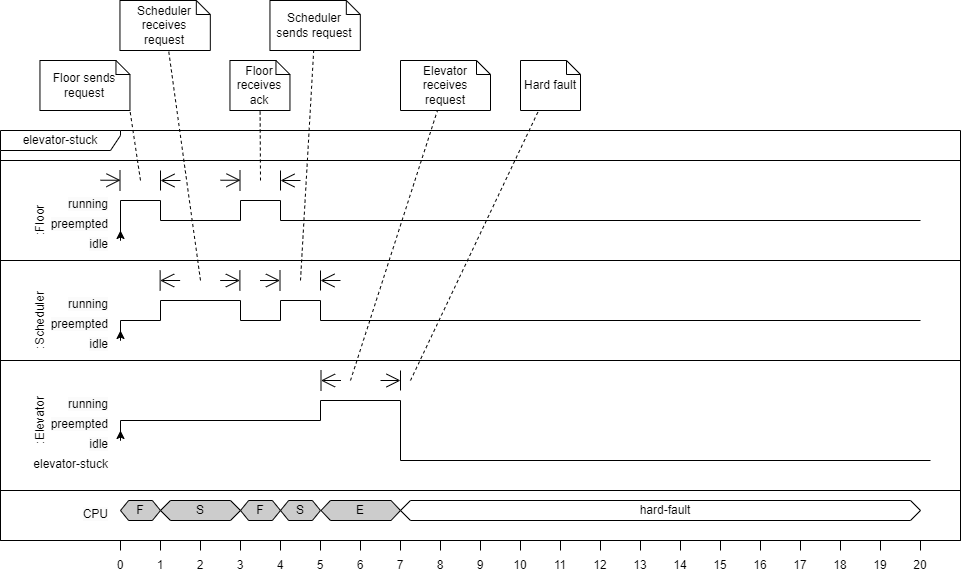 Scheduler
receives
request
Scheduler
sends request
Floor sends
request
Floor
receives
ack
Elevator
receives
request
Hard fault
elevator-stuck
:Floor
running
preempted
idle
:Scheduler
running
preempted
idle
:Elevator
running
preempted
idle
elevator-stuck
CPU F S F S E hard-fault
0 1 2 3 4 5 6 7 8 9 10 11 12 13 14 15 16 17 18 19 20